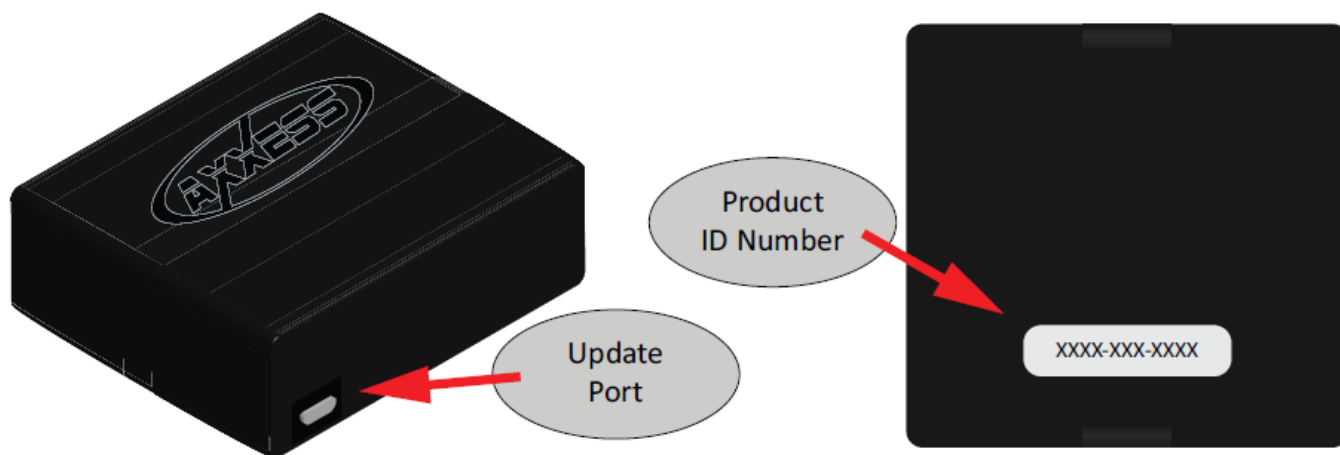 AXXESS
Product
ID Number
Update
Port
XXXX-XXX-XXXX